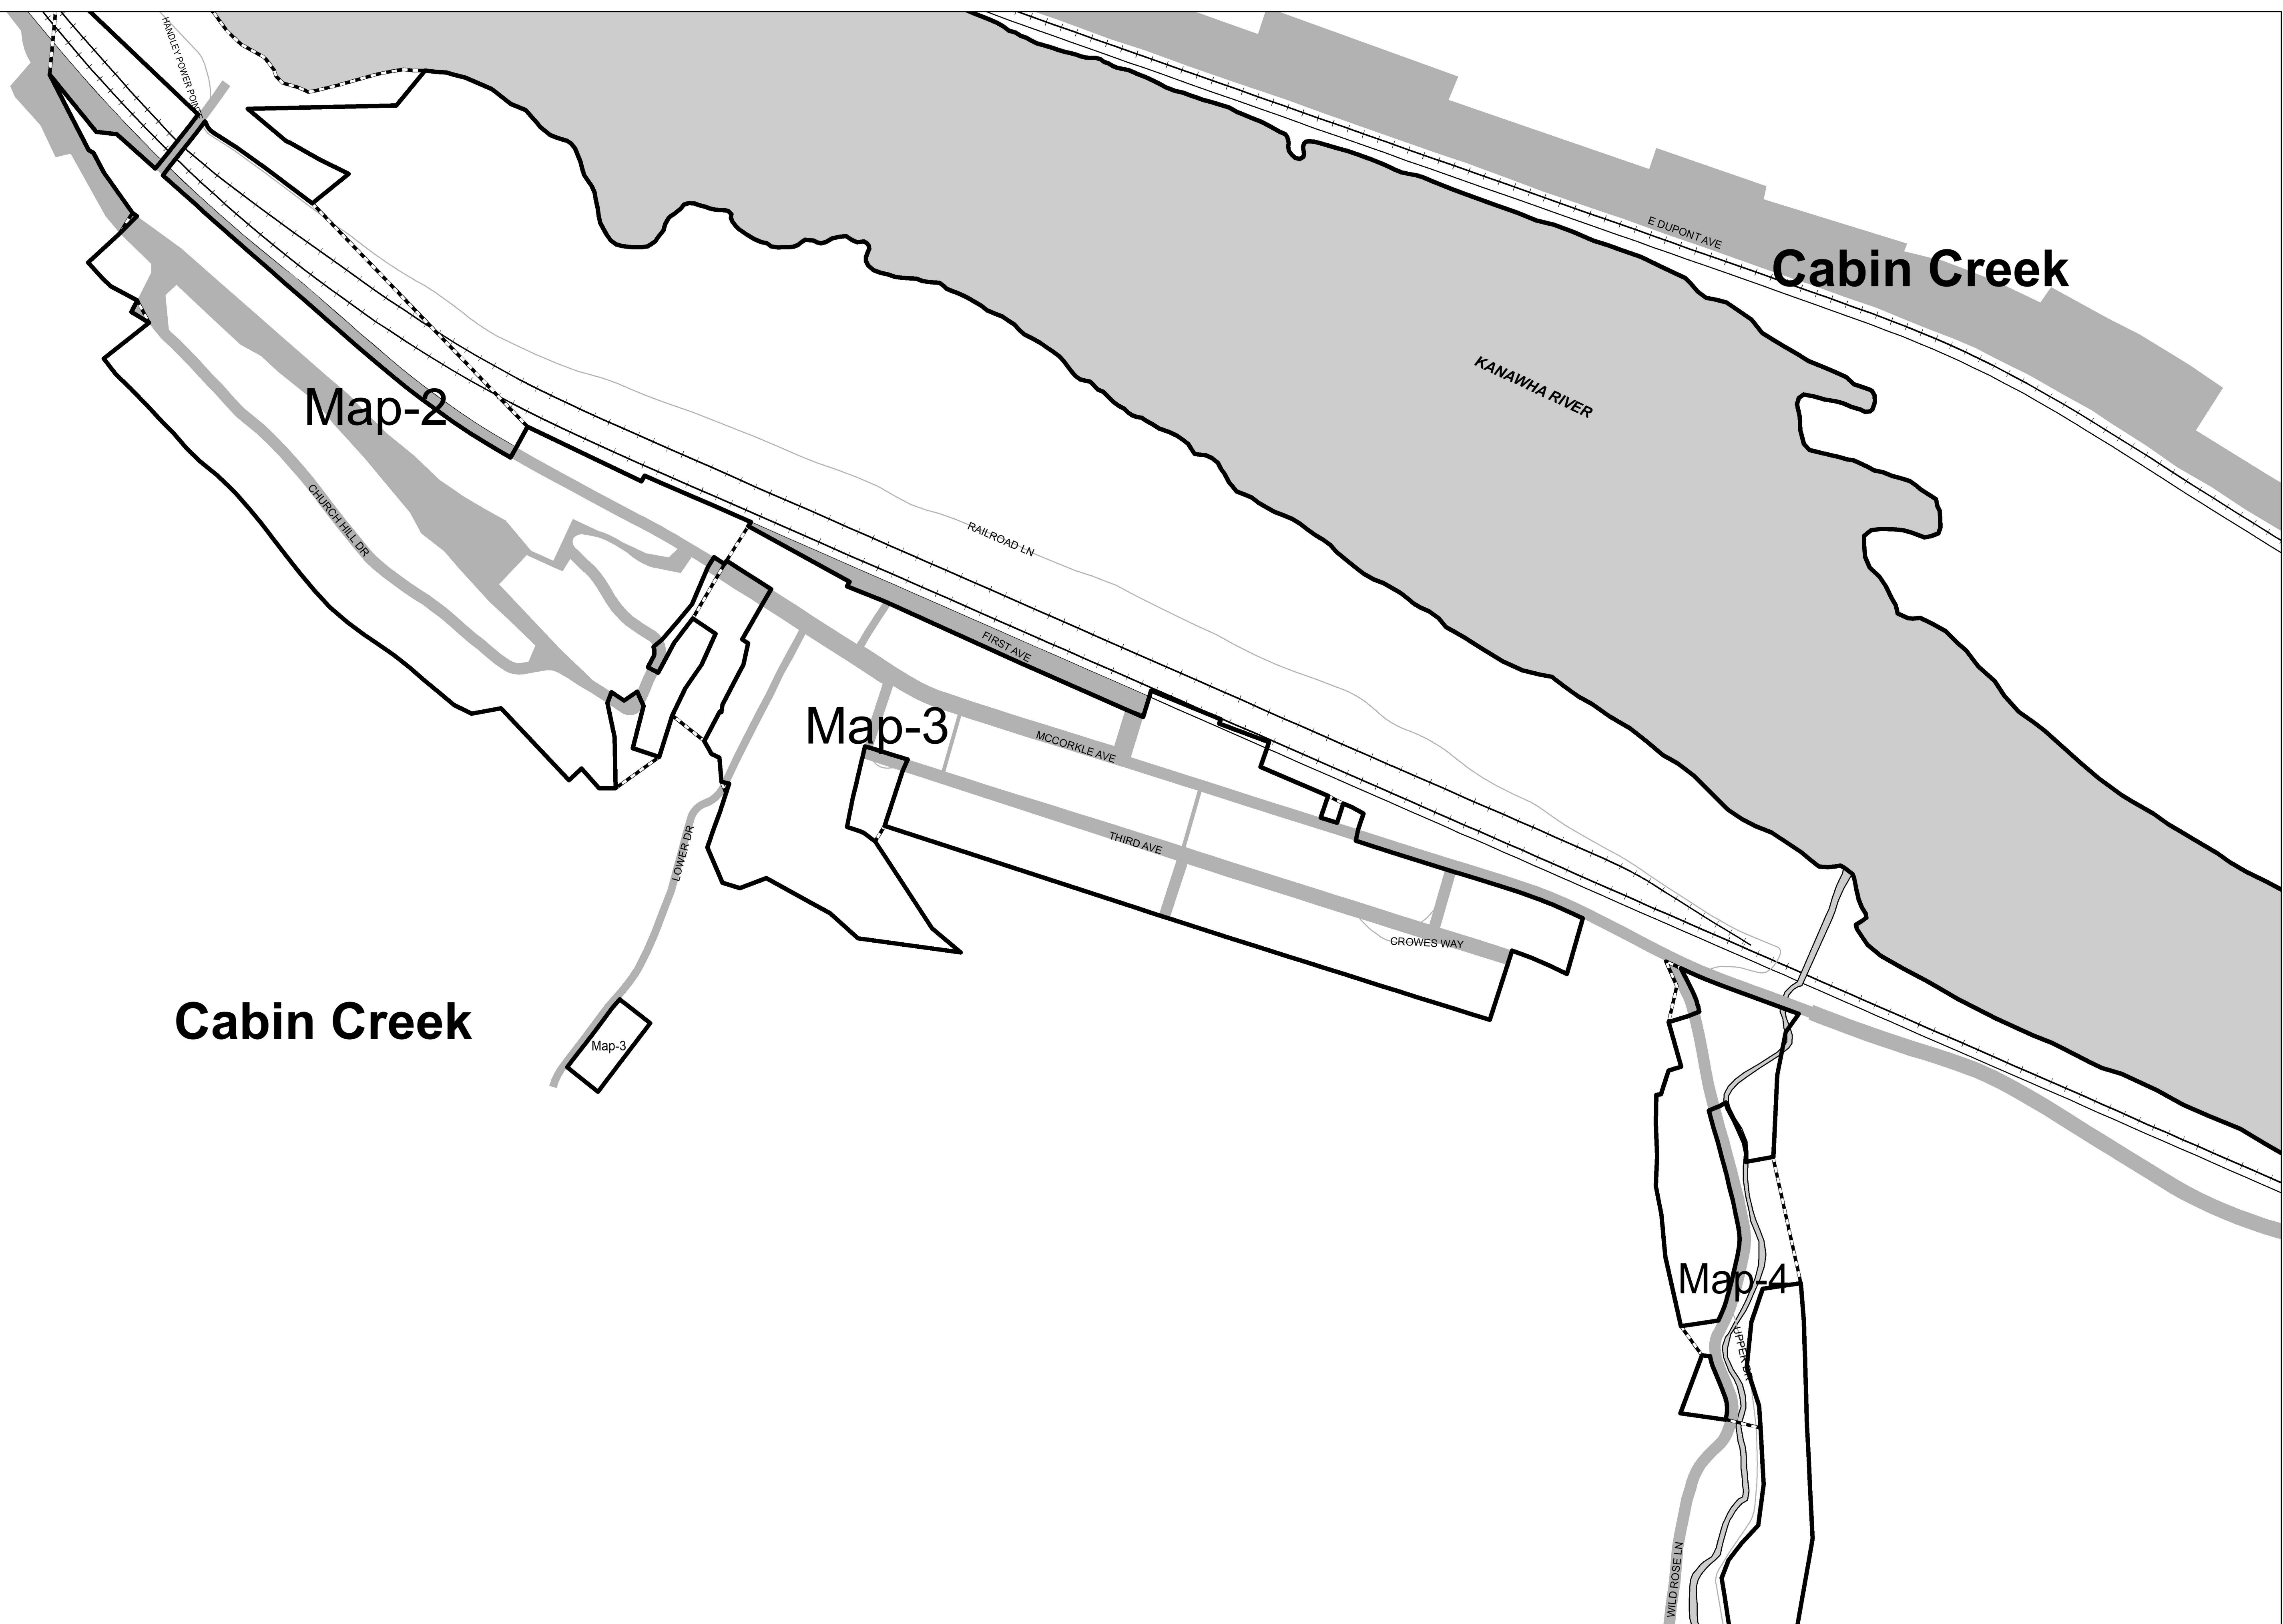 HANDLEY POWER POINT
E DUPONT AVE
Cabin Creek
KANAWHA RIVER
Map-2
CHURCH HILL DR
RAILROAD LN
FIRST AVE
Map-3
MCCORKLE AVE
THIRD AVE
LOWER DR
CROWES WAY
Cabin Creek
Map-3
Map-4
UPPER DR
WILD ROSE LN